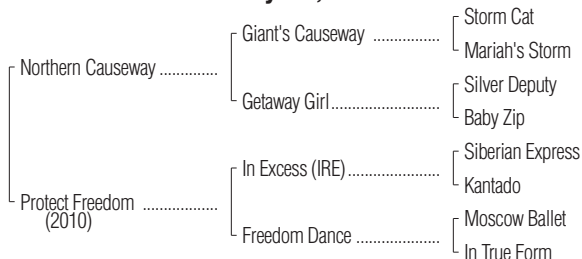 Storm Cat
Giant's Causeway ................
Mariah's Storm
Northern Causeway ..............
Silver Deputy
Getaway Girl...........................
Baby Zip
Siberian Express
In Excess (IRE)......................
Kantado
Protect Freedom ..................
(2010)
Moscow Ballet
Freedom Dance ....................
In True Form